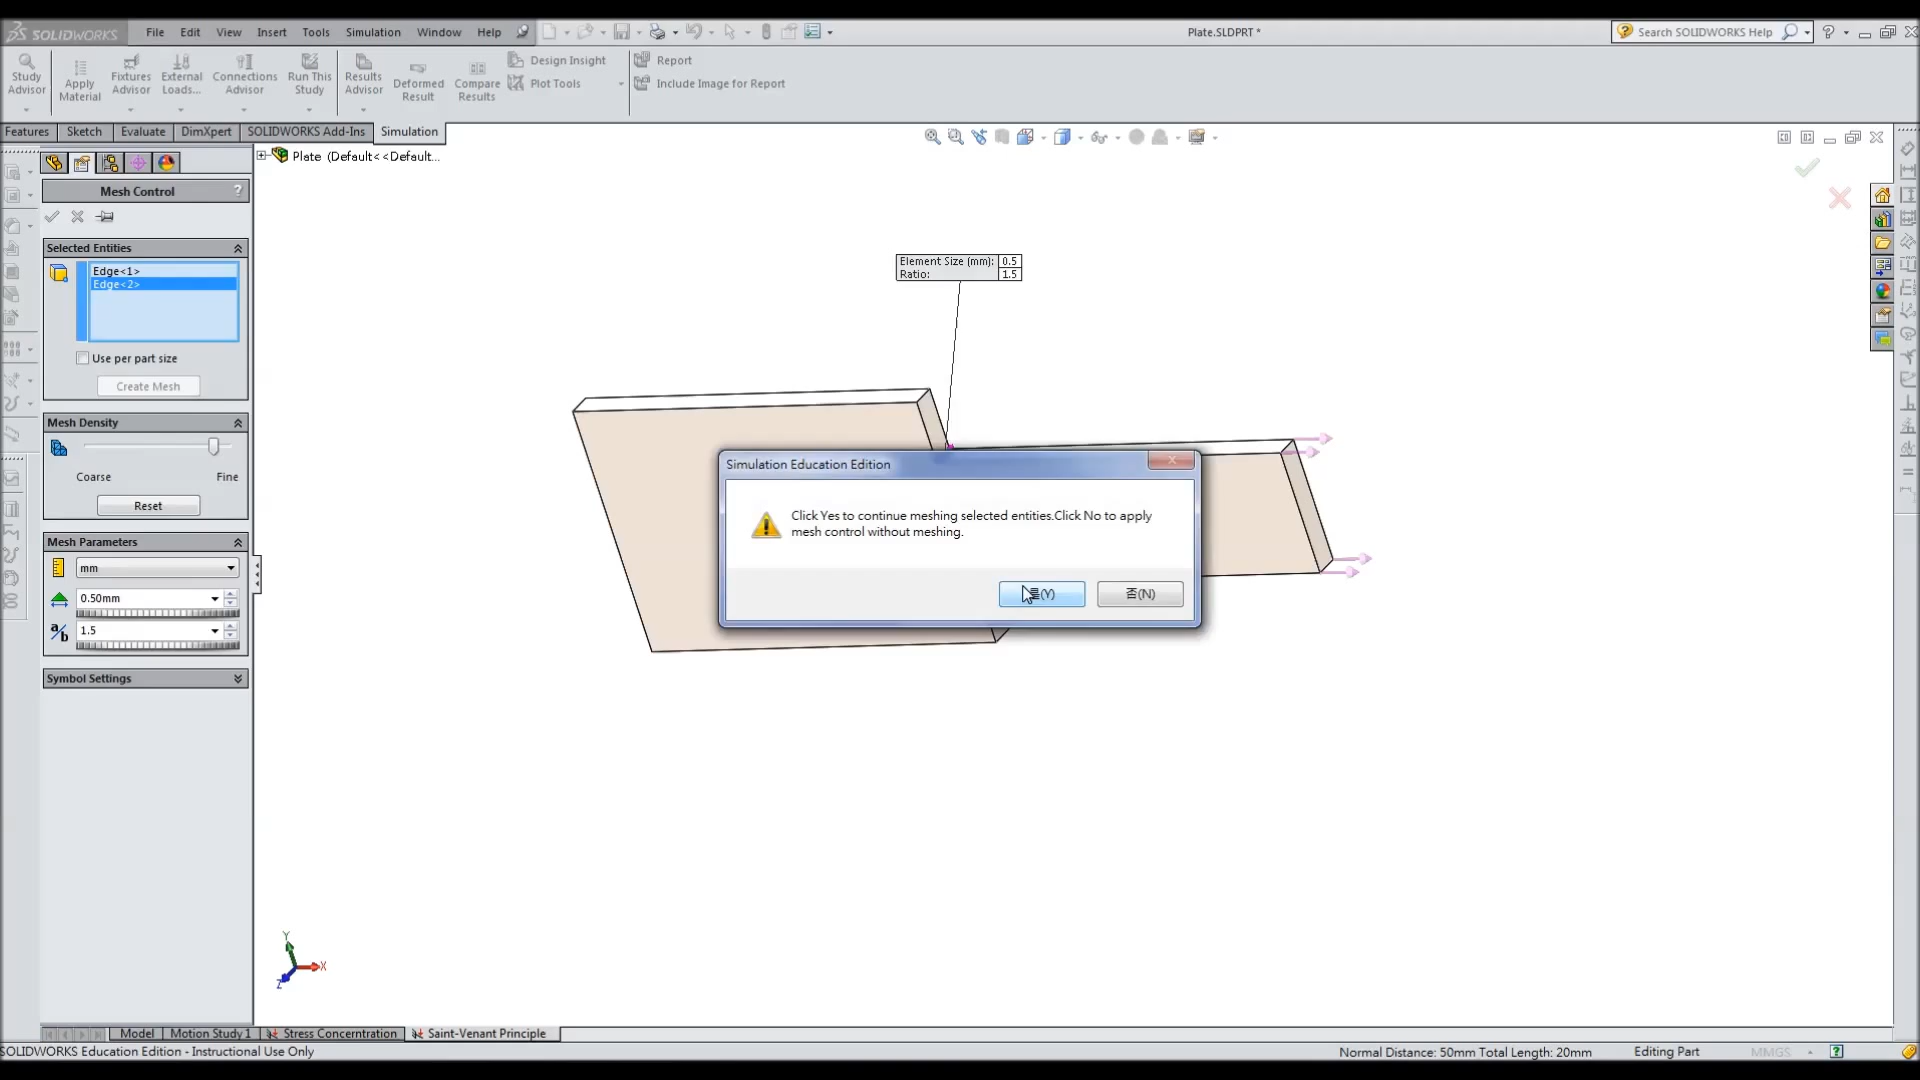 SOLIDWORKS
File Edit View Insert Tools Simulation Window Help
Plate.SLDPRT *
Search SOLIDWORKS Help
Study Advisor
Apply Material
Fixtures Advisor
External Loads...
Connections Advisor
Run This Study
Results Advisor
Deformed Result
Compare Results
Design Insight
Plot Tools
Report
Include Image for Report
Features Sketch Evaluate DimXpert SOLIDWORKS Add-Ins Simulation
Plate (Default<<Default...
Mesh Control ?
Selected Entities
Edge<1>
Edge<2>
Use per part size
Create Mesh
Mesh Density
Coarse Fine
Reset
Mesh Parameters
mm
0.50mm
1.5
Symbol Settings
Element Size (mm): 0.5
Ratio: 1.5
Simulation Education Edition
Click Yes to continue meshing selected entities.Click No to apply
mesh control without meshing.
(Y) 否(N)
Y
X
Z
Model Motion Study 1 Stress Concerntration Saint-Venant Principle
SOLIDWORKS Education Edition - Instructional Use Only
Normal Distance: 50mm Total Length: 20mm Editing Part MMGS